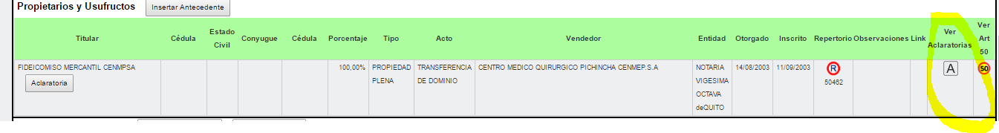 Propietarios y Usufructos Insertar Antecedente
Titular Cédula Estado Civil Conyugue Cédula Porcentaje Tipo Acto Vendedor Entidad Otorgado Inscrito Repertorio Observaciones Link Ver Aclaratorias Ver Art 50
FIDEICOMISO MERCANTIL CENMPSA 100,00% PROPIEDAD TRANSFERENCIA CENTRO MEDICO QUIRURGICO PICHINCHA CENMEP.S.A NOTARIA 14/08/2003 11/09/2003 R A 50
Aclaratoria PLENA DE DOMINIO VIGESIMA 50462
OCTAVA
deQUITO